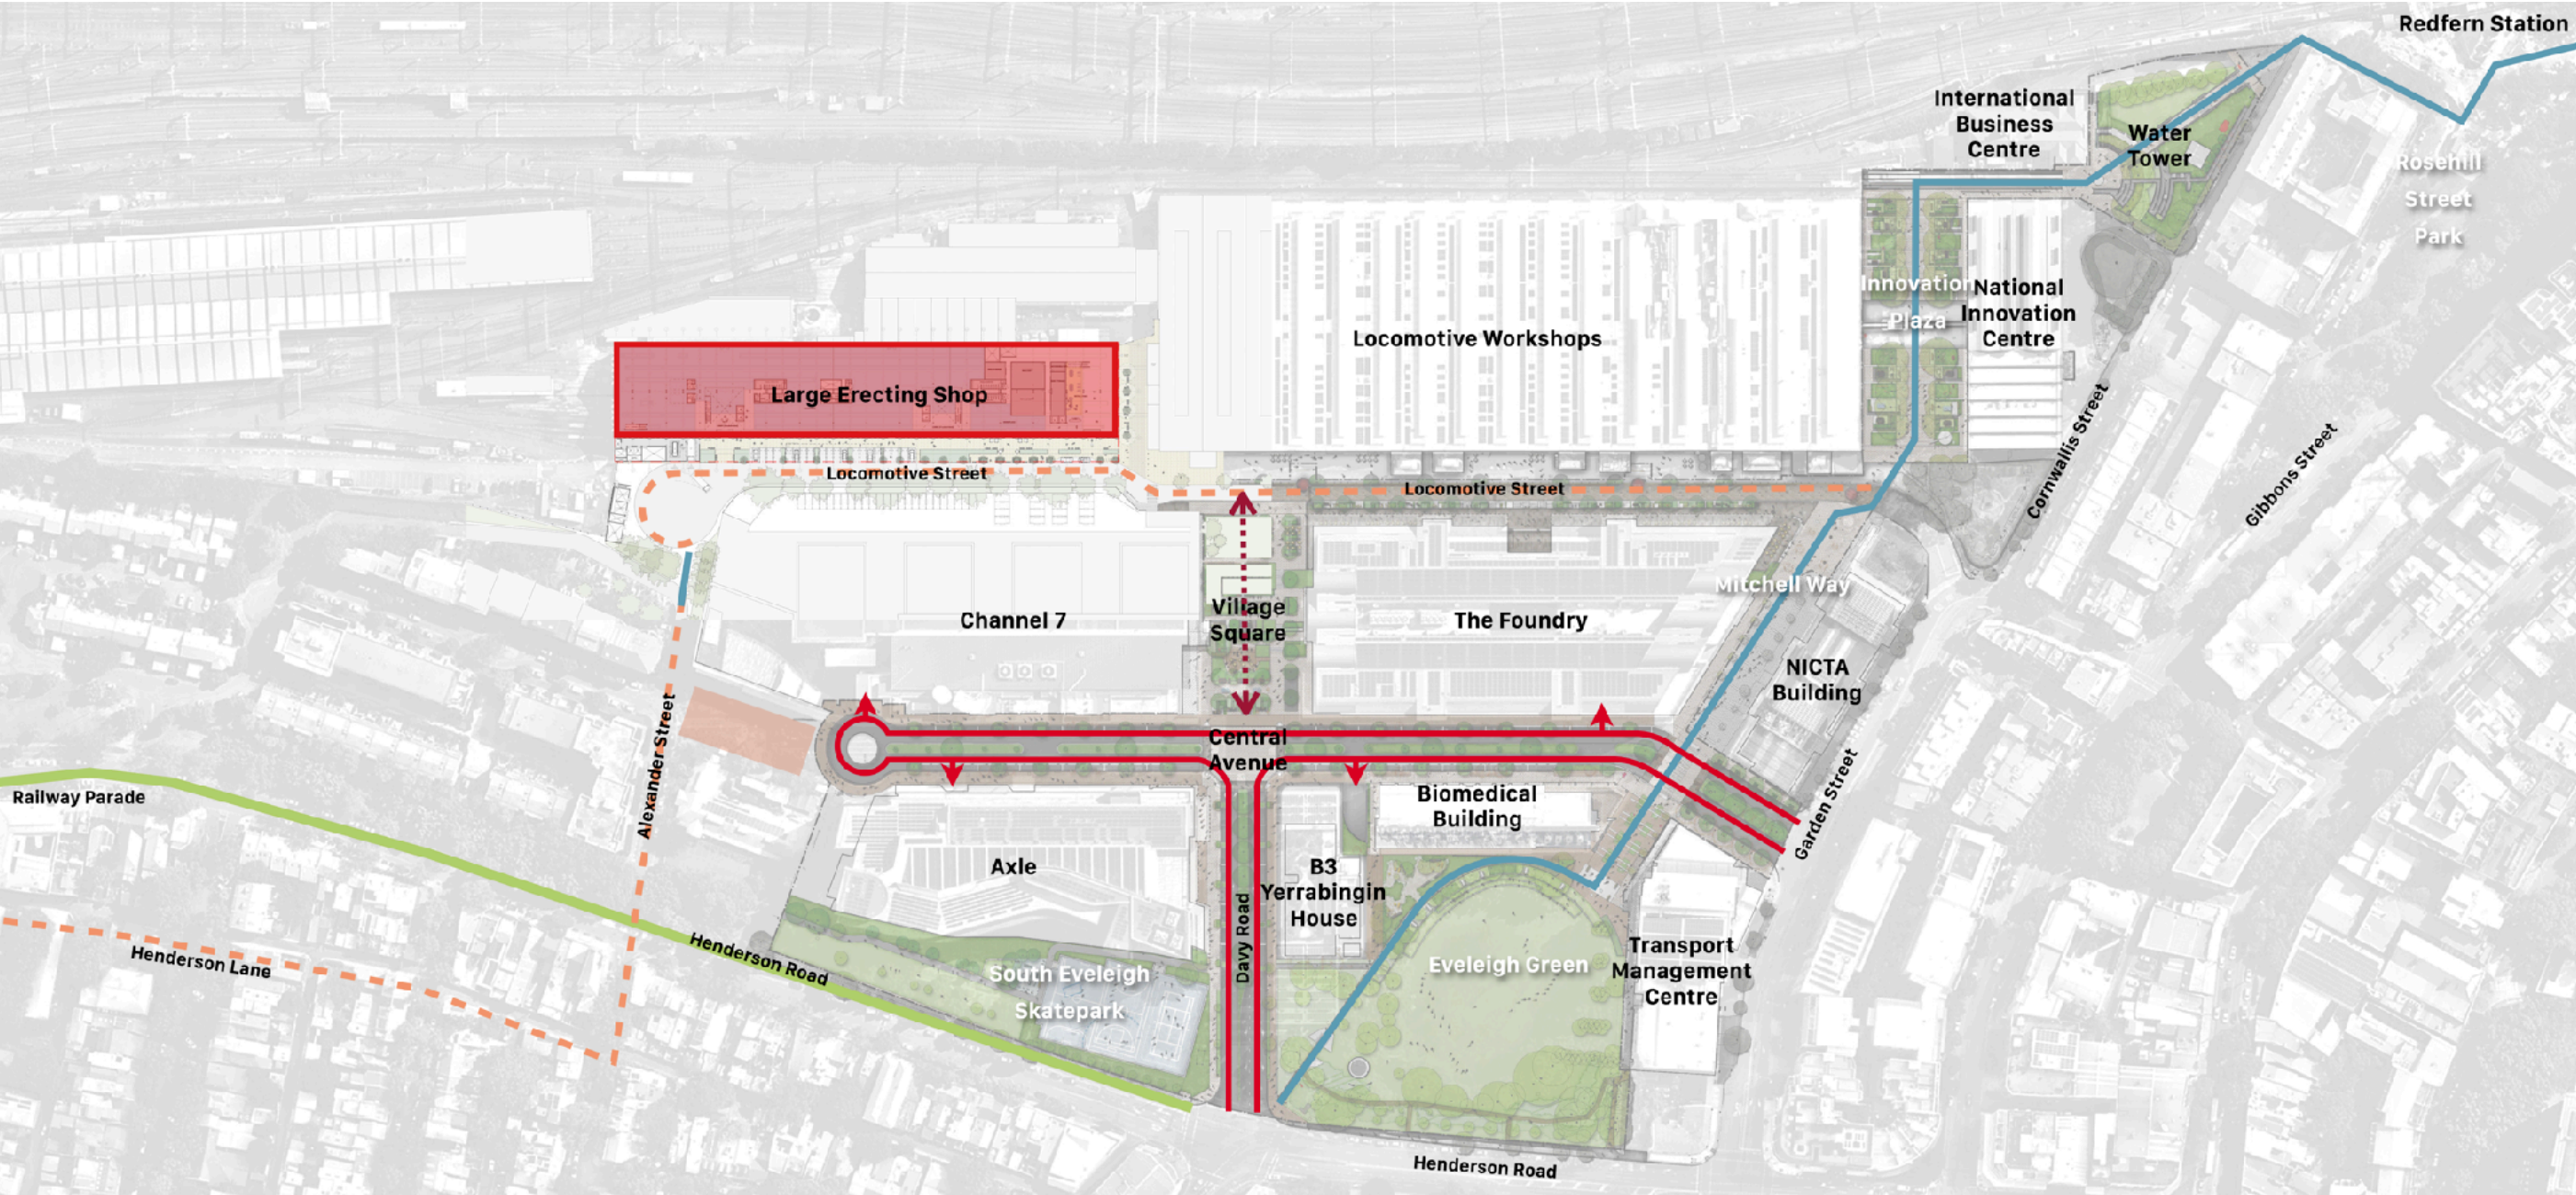 Redfern Station
International
Business
Centre
Water
Tower
Rosehill
Street
Park
Innovation
Plaza
National
Innovation
Centre
Locomotive Workshops
Large Erecting Shop
Locomotive Street
Locomotive Street
Cornwallis Street
Gibbons Street
Mitchell Way
Channel 7
Village
Square
The Foundry
NICTA
Building
Central
Avenue
Alexander Street
Railway Parade
Garden Street
Biomedical
Building
Axle
B3
Yerrabingin
House
Davy Road
Henderson Road
Henderson Lane
South Eveleigh
Skatepark
Eveleigh Green
Transport
Management
Centre
Henderson Road